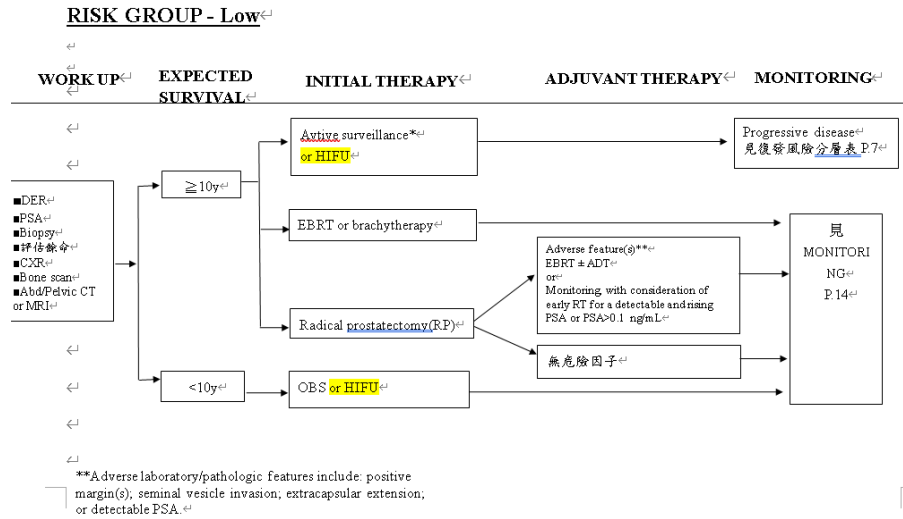 RISK GROUP - Low
WORK UP
EXPECTED
SURVIVAL
INITIAL THERAPY
ADJUVANT THERAPY
MONITORING
■DER
■PSA
■Biopsy
■評估餘命
■CXR
■Bone scan
■Abd/Pelvic CT
or MRI
≧10y
<10y
Avtive surveillance*
or HIFU
EBRT or brachytherapy
Radical prostatectomy(RP)
OBS or HIFU
Adverse feature(s)**
EBRT ± ADT
or
Monitoring, with consideration of
early RT for a detectable and rising
PSA or PSA>0.1 ng/mL
無危險因子
Progressive disease
見復發風險分層表 P.7
見
MONITORI
NG
P.14
**Adverse laboratory/pathologic features include: positive
margin(s); seminal vesicle invasion; extracapsular extension;
or detectable PSA.